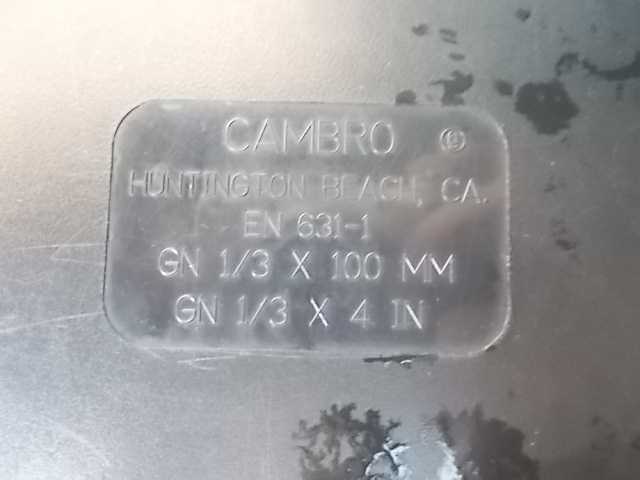 CAMBRO ®
HUNTINGTON BEACH, CA.
EN 631-1
GN 1/3 X 100 MM
GN 1/3 X 4 IN